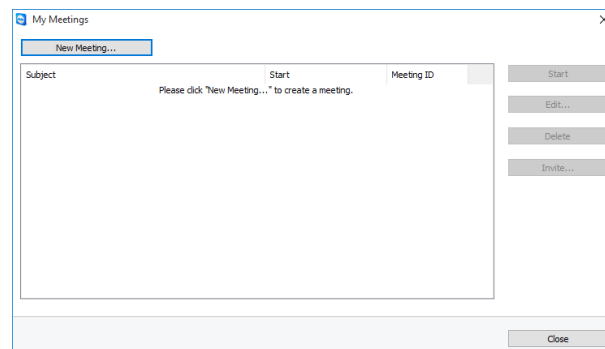 My Meetings
New Meeting...
Subject Start Meeting ID
Please click "New Meeting..." to create a meeting.
Start
Edit...
Delete
Invite...
Close